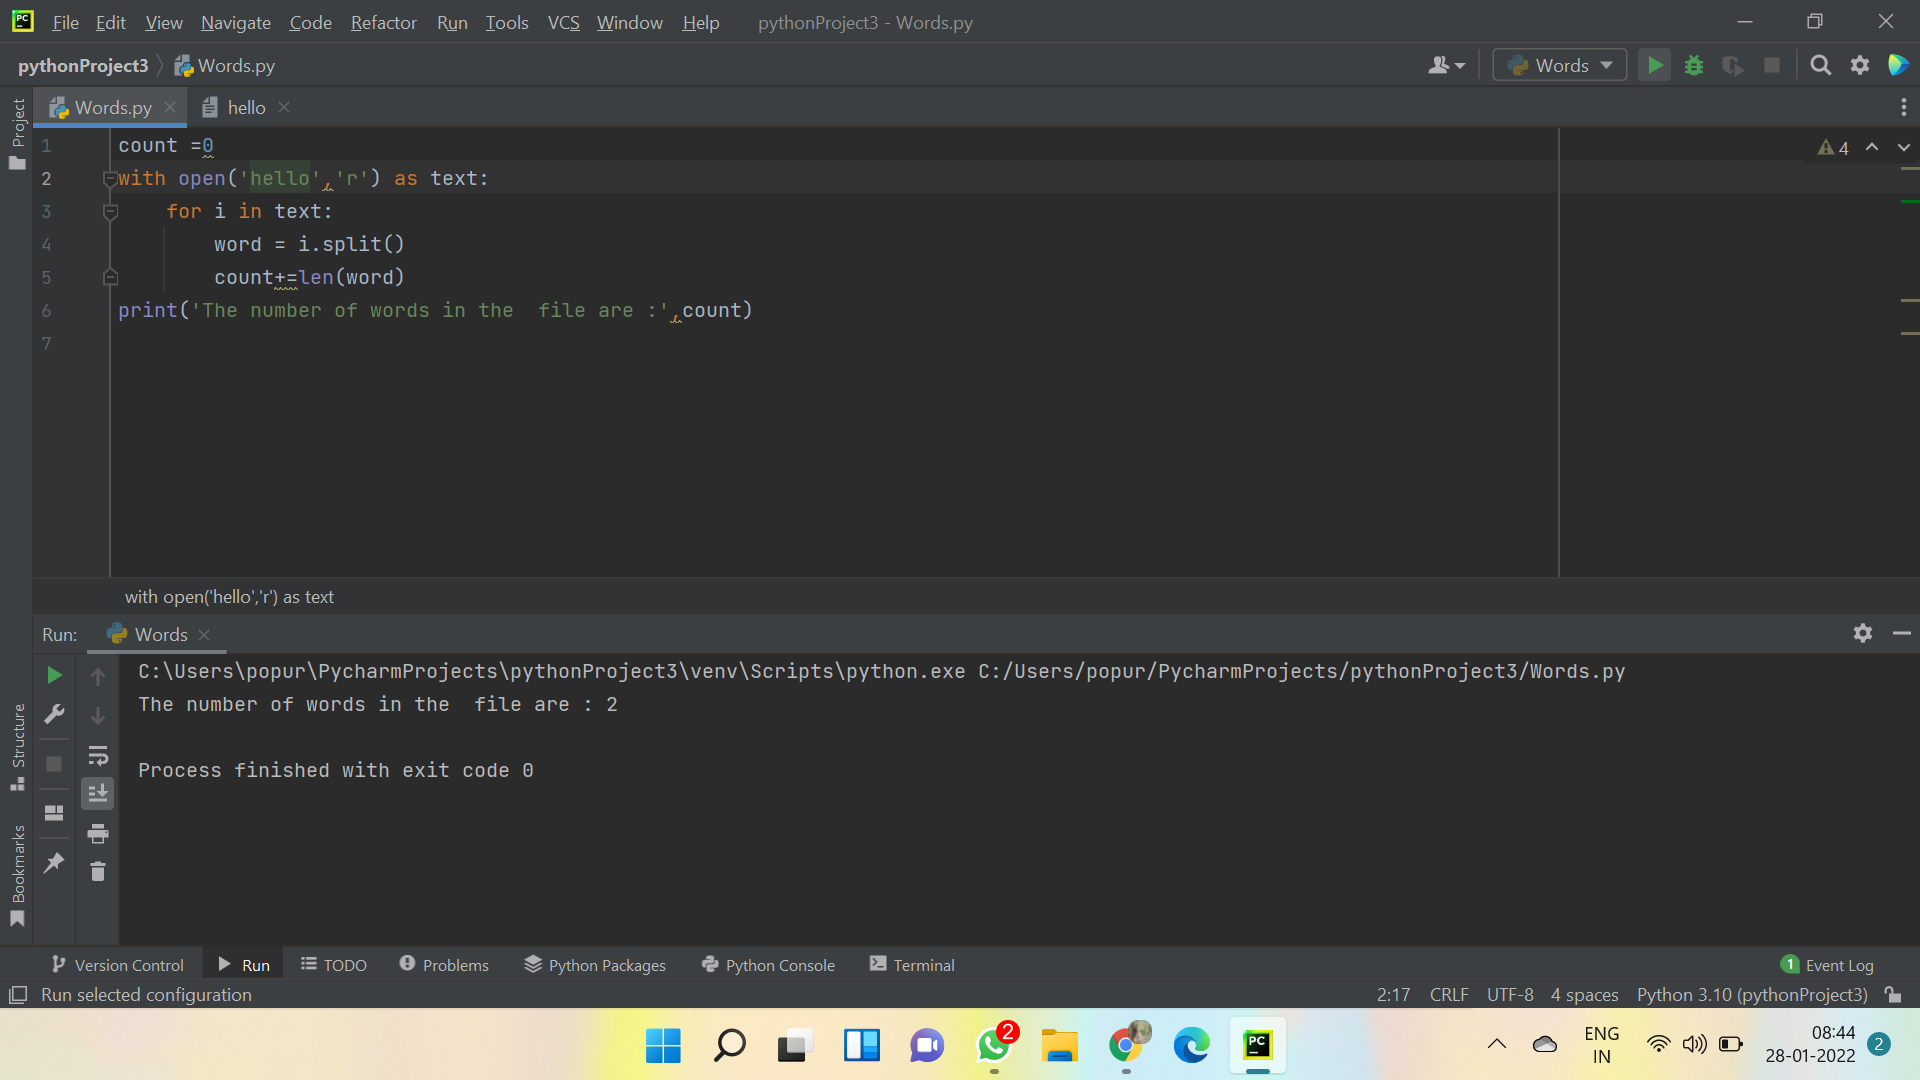 File Edit View Navigate Code Refactor Run Tools VCS Window Help pythonProject3 - Words.py
pythonProject3 Words.py Words
Words.py hello
Project
1 count =0
4
2 with open('hello','r') as text:
3 for i in text:
4 word = i.split()
5 count+=len(word)
6 print('The number of words in the  file are :',count)
7
with open('hello','r') as text
Run: Words
C:\Users\popur\PycharmProjects\pythonProject3\venv\Scripts\python.exe C:/Users/popur/PycharmProjects/pythonProject3/Words.py
The number of words in the  file are : 2
Process finished with exit code 0
Structure
Bookmarks
Version Control Run TODO Problems Python Packages Python Console Terminal 1 Event Log
Run selected configuration 2:17 CRLF UTF-8 4 spaces Python 3.10 (pythonProject3)
PC 2 ENG 08:44
IN 28-01-2022 2